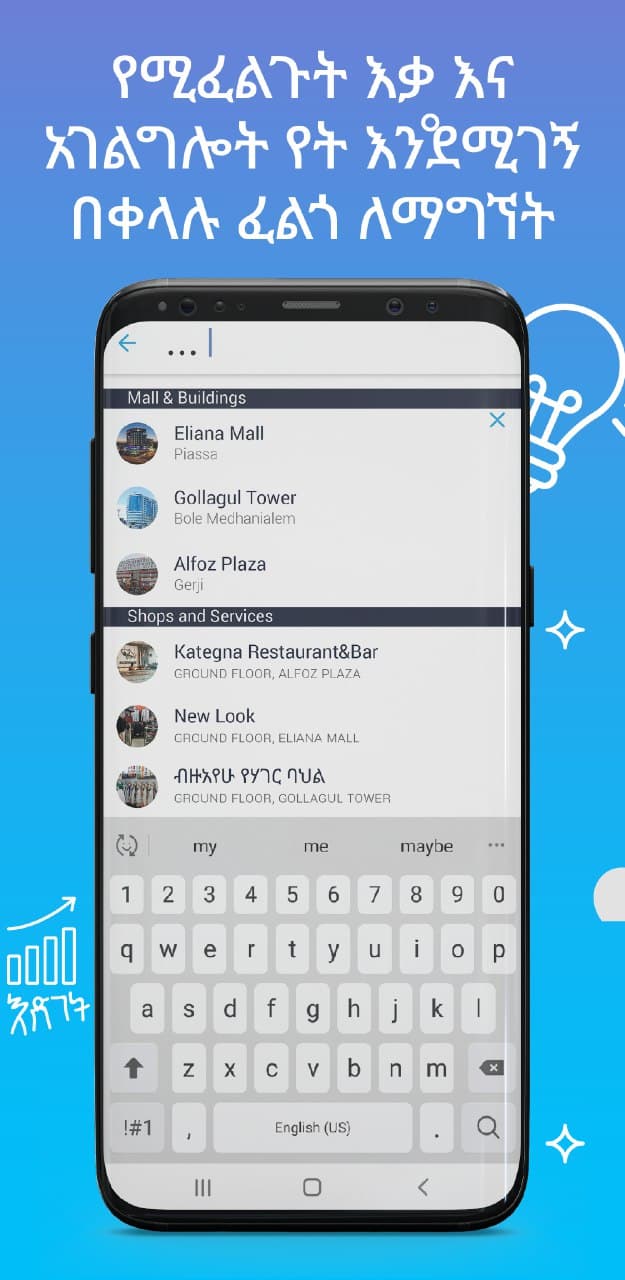 የሚፈልጉት እቃ እና
አገልግሎት የት እንደሚገኝ
በቀላሉ ፈልጎ ለማግኘት
...
Mall & Buildings
Eliana Mall
Piassa
Gollagul Tower
Bole Medhanialem
Alfoz Plaza
Gerji
Shops and Services
Kategna Restaurant&Bar
GROUND FLOOR, ALFOZ PLAZA
New Look
GROUND FLOOR, ELIANA MALL
ብዙአየሁ የሃገር ባህል
GROUND FLOOR, GOLLAGUL TOWER
my me maybe ...
1 2 3 4 5 6 7 8 9 0
q w e r t y u i o p
a s d f g h j k l
z x c v b n m
!#1 , English (US) .
እድገት